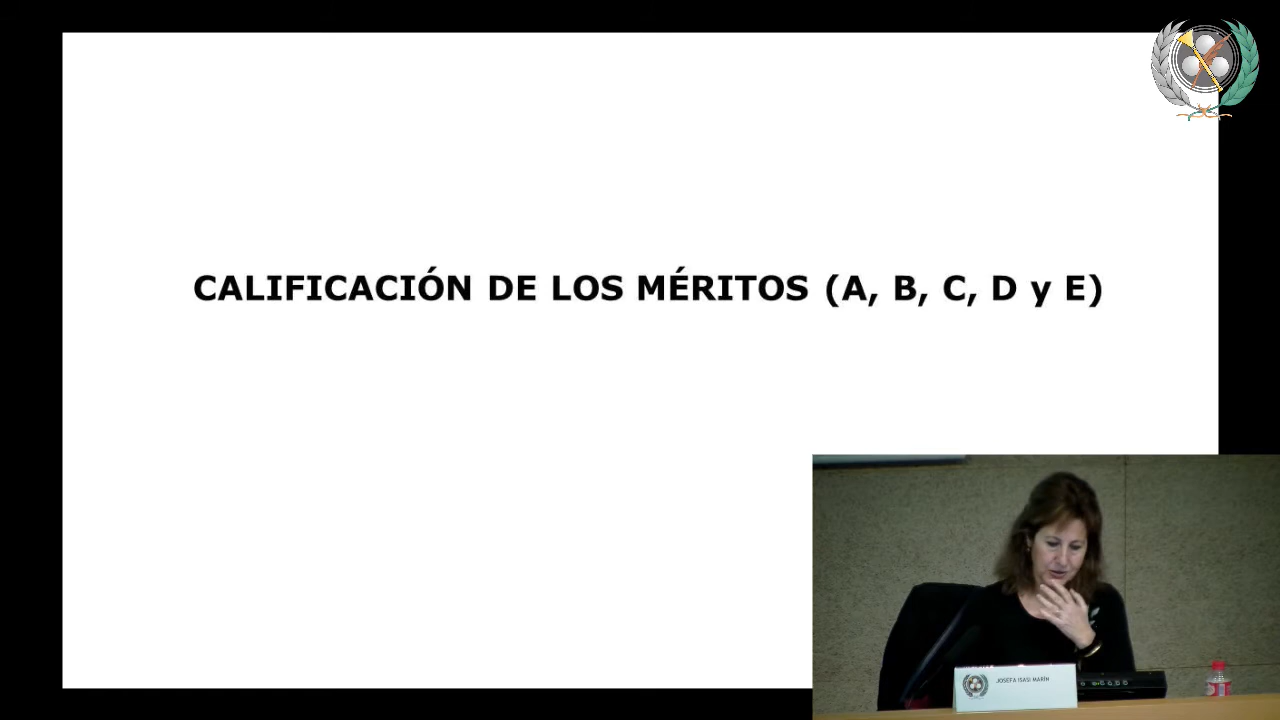 CALIFICACIÓN DE LOS MÉRITOS (A, B, C, D y E)
JOSEFA ISASI MARÍN